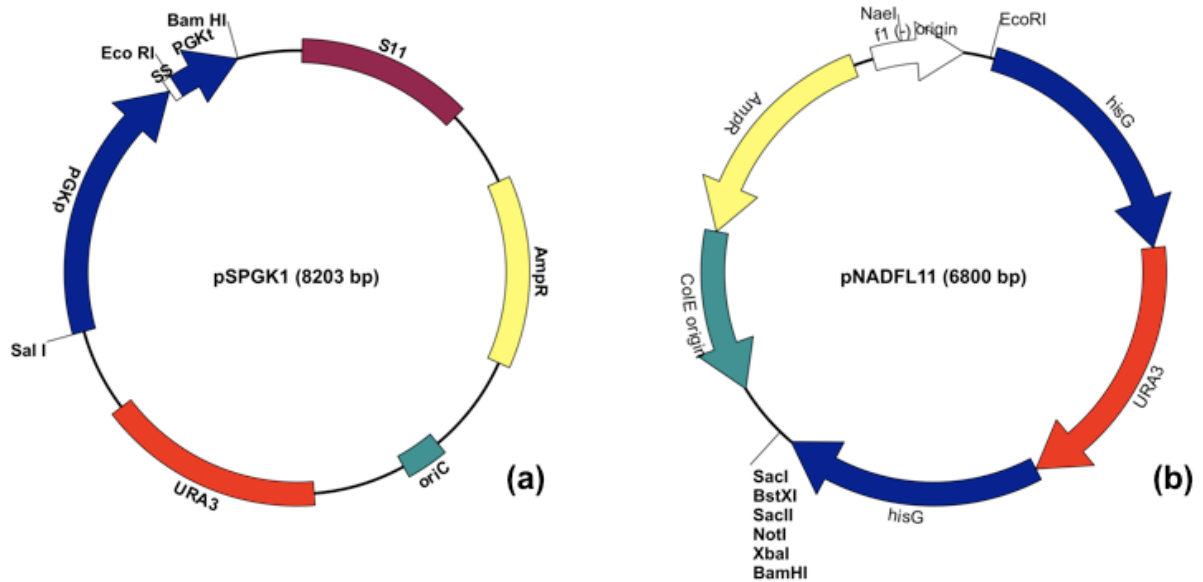 Bam HI
Eco RI
SS
PGKt
S11
PGKp
AmpR
pSPGK1 (8203 bp)
Sal I
URA3
oriC
(a)
NaeI
f1 (-) origin
EcoRI
AmpR
hisG
pNADFL11 (6800 bp)
ColE origin
URA3
hisG
SacI
BstXI
SacII
NotI
XbaI
BamHI
(b)